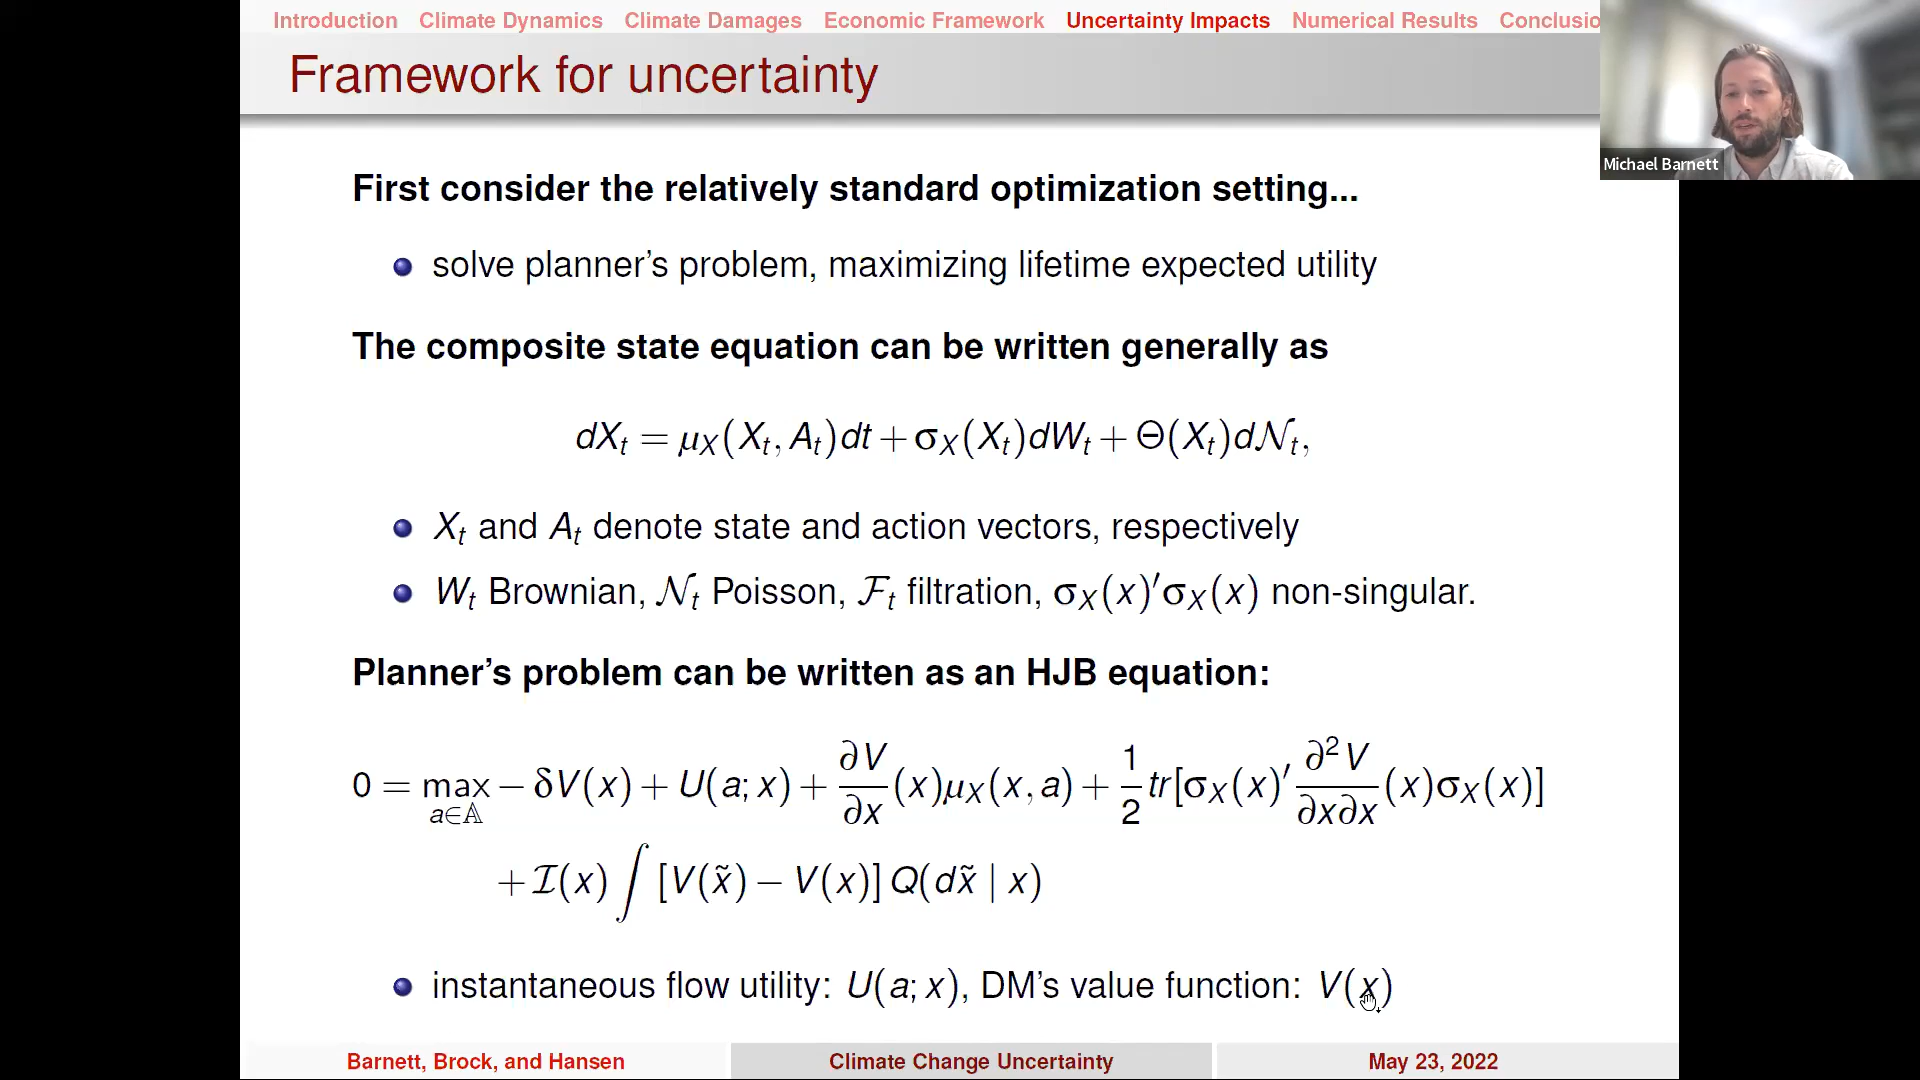 Introduction Climate Dynamics Climate Damages Economic Framework Uncertainty Impacts Numerical Results Conclusio
Framework for uncertainty
Michael Barnett
First consider the relatively standard optimization setting...
solve planner's problem, maximizing lifetime expected utility
The composite state equation can be written generally as
dX_t = μ_X(X_t, A_t)dt + σ_X(X_t)dW_t + Θ(X_t)d𝒩_t,
X_t and A_t denote state and action vectors, respectively
W_t Brownian, 𝒩_t Poisson, ℱ_t filtration, σ_X(x)′σ_X(x) non-singular.
Planner's problem can be written as an HJB equation:
0 = max_{a∈𝔸} − δV(x) + U(a; x) + ∂V/∂x (x)μ_X(x, a) + 1/2 tr[σ_X(x)′ ∂²V/∂x∂x (x)σ_X(x)]
+ ℐ(x) ∫ [V(x̃) − V(x)] Q(dx̃ | x)
instantaneous flow utility: U(a; x), DM's value function: V(x)
Barnett, Brock, and Hansen Climate Change Uncertainty May 23, 2022